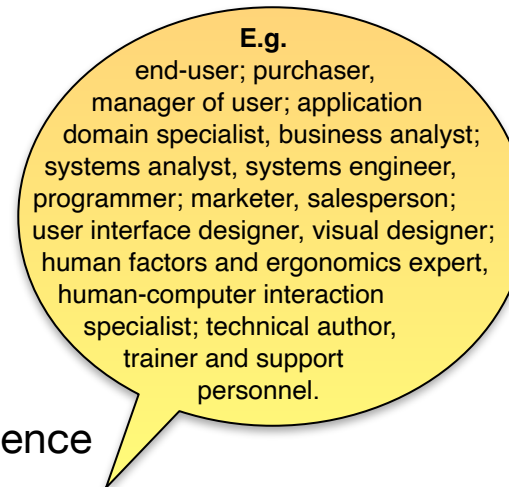 E.g.
end-user; purchaser,
manager of user; application
domain specialist, business analyst;
systems analyst, systems engineer,
programmer; marketer, salesperson;
user interface designer, visual designer;
human factors and ergonomics expert,
human-computer interaction
specialist; technical author,
trainer and support
personnel.
ence